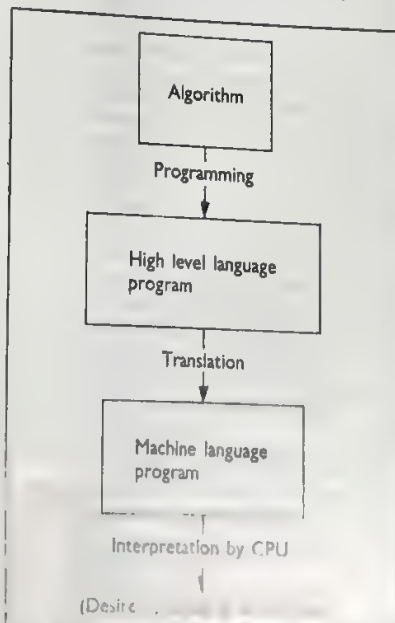 Algorithm
Programming
High level language
program
Translation
Machine language
program
Interpretation by CPU